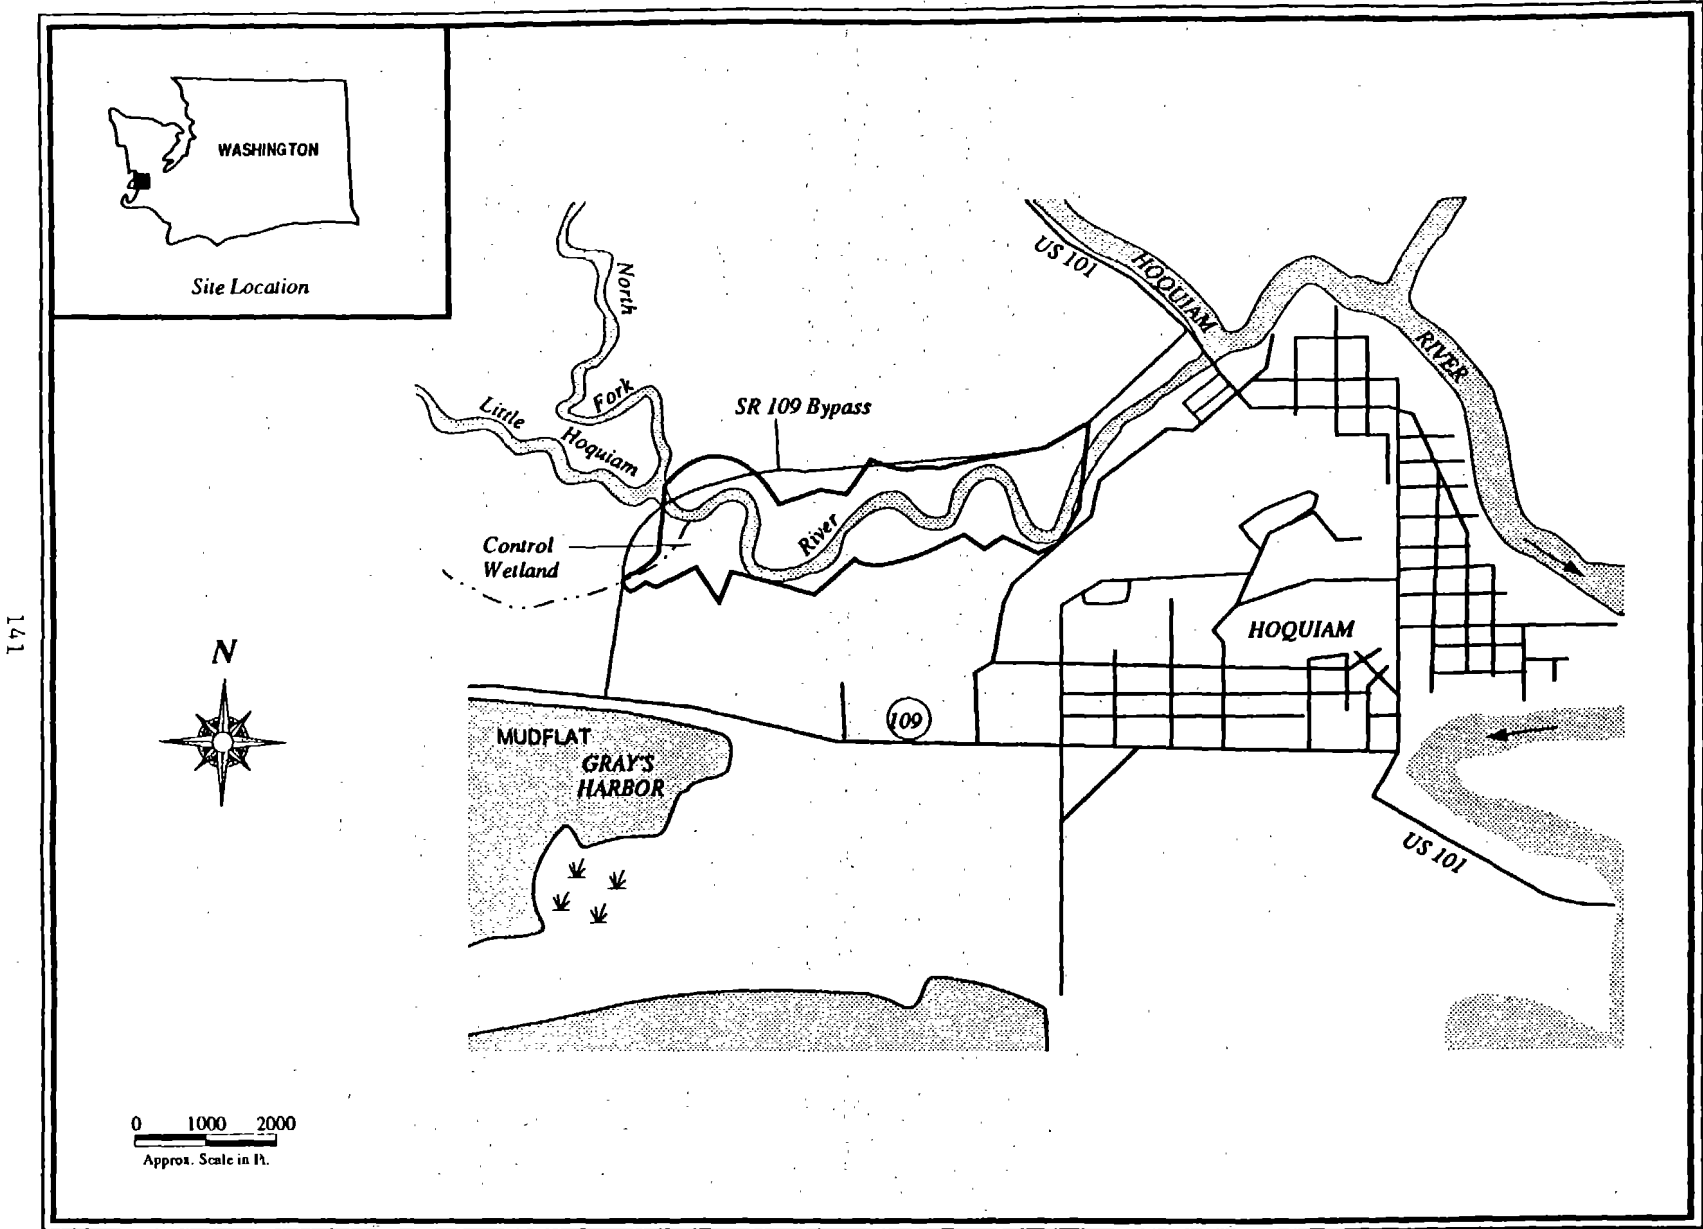 WASHINGTON
Site Location
North
Fork
Little
Hoquiam
River
SR 109 Bypass
US 101
HOQUIAM
RIVER
Control
Wetland
141
N
HOQUIAM
109
MUDFLAT
GRAY'S
HARBOR
US 101
0 1000 2000
Approx. Scale in Ft.